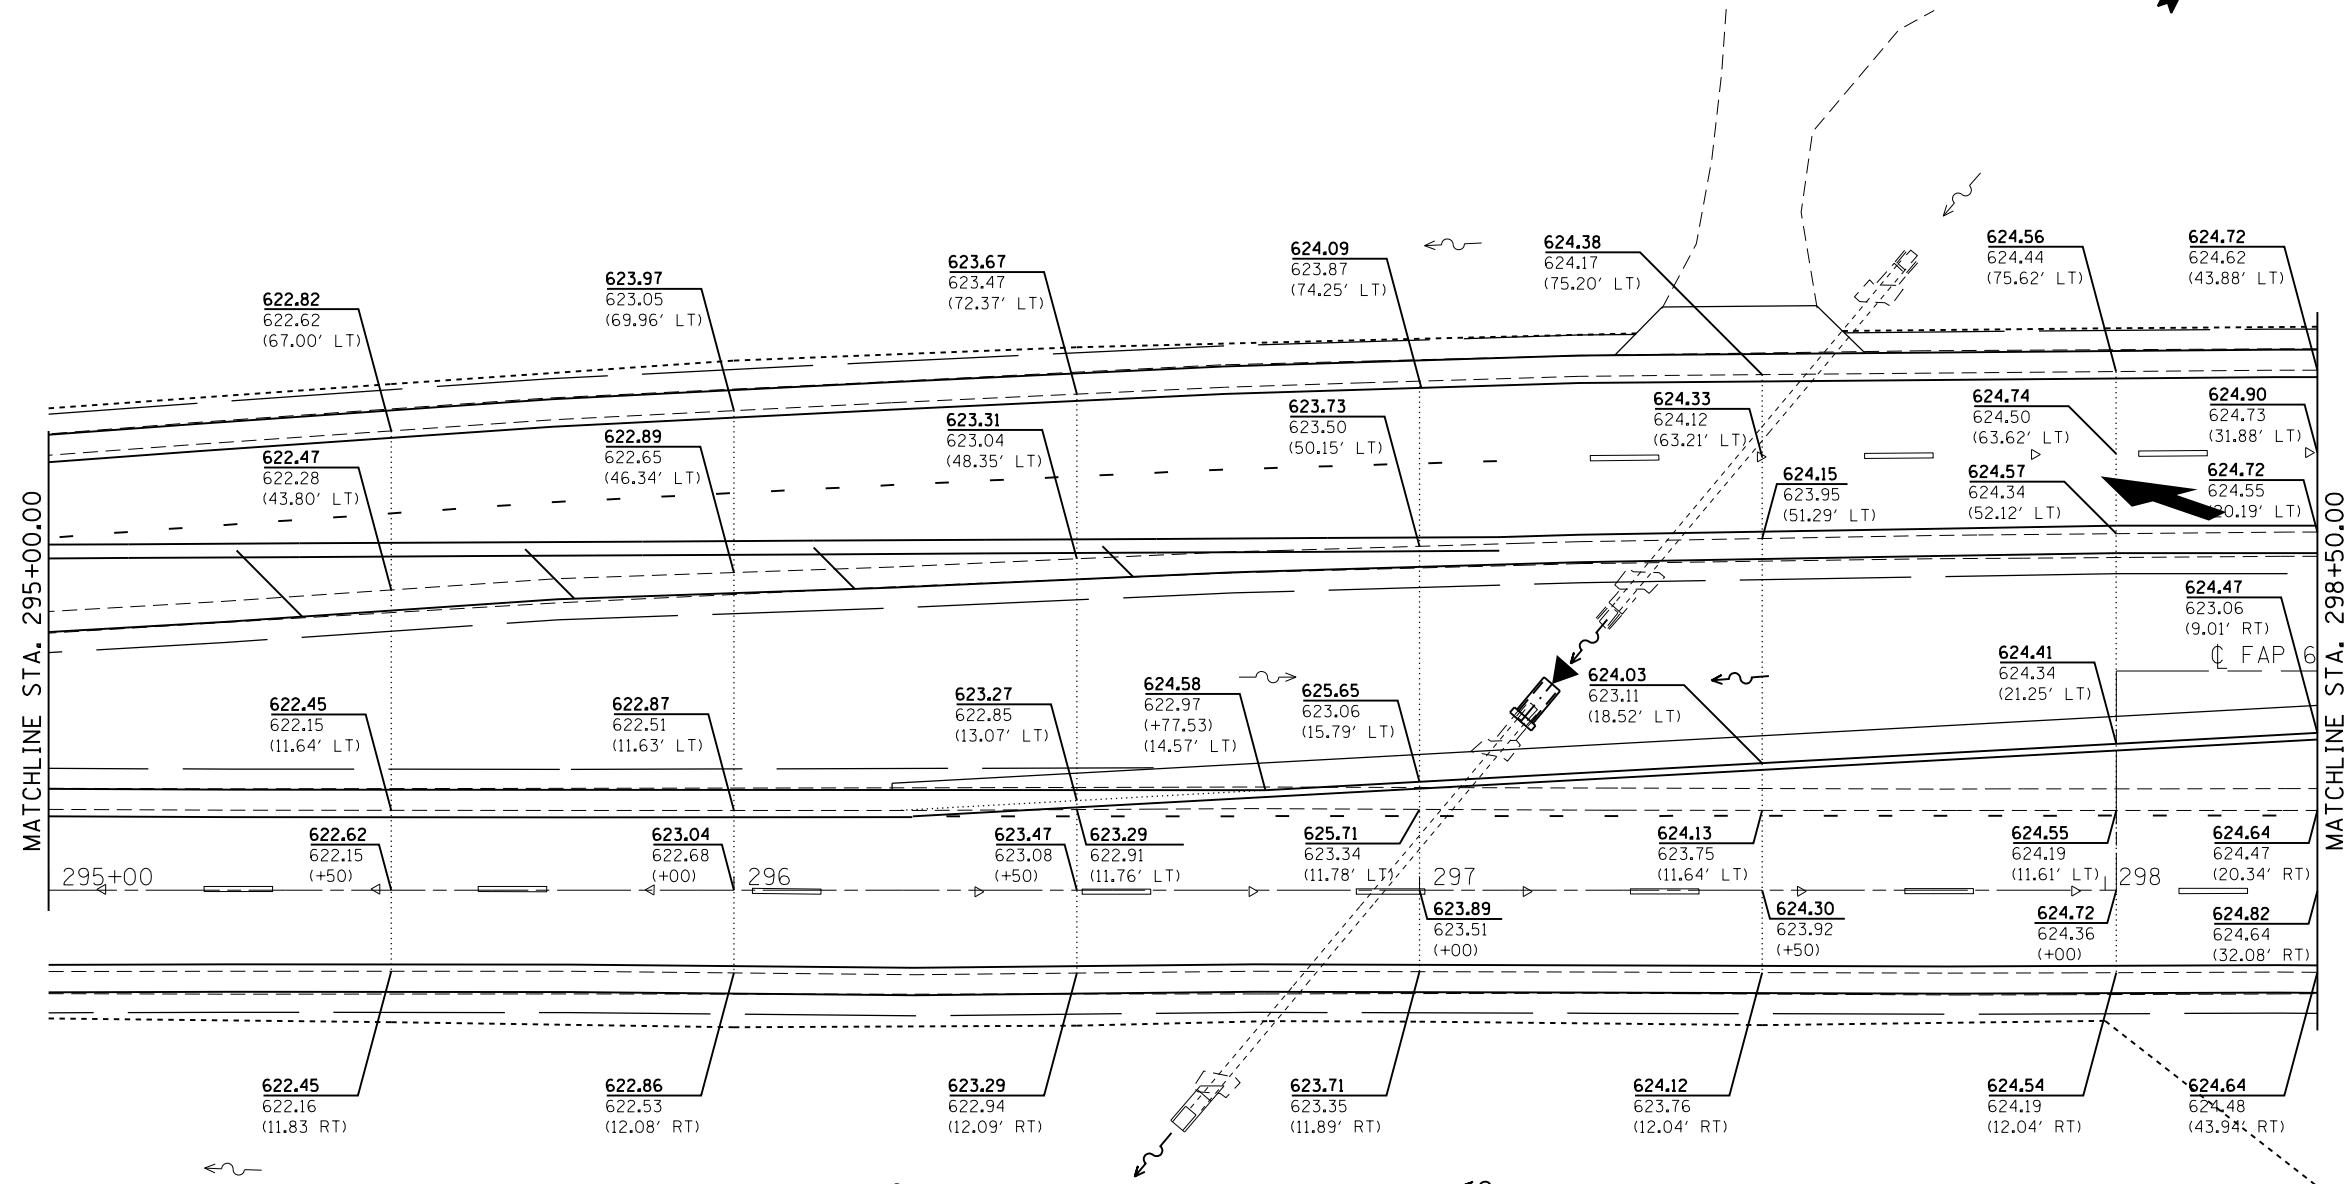 624.38
624.17
(75.20' LT)
624.56
624.44
(75.62' LT)
624.72
624.62
(43.88' LT)
624.09
623.87
(74.25' LT)
623.67
623.47
(72.37' LT)
623.97
623.05
(69.96' LT)
622.82
622.62
(67.00' LT)
622.47
622.28
(43.80' LT)
622.89
622.65
(46.34' LT)
623.31
623.04
(48.35' LT)
623.73
623.50
(50.15' LT)
624.33
624.12
(63.21' LT)
624.74
624.50
(63.62' LT)
624.90
624.73
(31.88' LT)
624.15
623.95
(51.29' LT)
624.57
624.34
(52.12' LT)
624.72
624.55
20.19' LT)
MATCHLINE STA. 295+00.00
MATCHLINE STA. 298+50.00
624.47
623.06
(9.01' RT)
℄ FAP 6
622.45
622.15
(11.64' LT)
622.87
622.51
(11.63' LT)
623.27
622.85
(13.07' LT)
624.58
622.97
(+77.53)
(14.57' LT)
625.65
623.06
(15.79' LT)
624.03
623.11
(18.52' LT)
624.41
624.34
(21.25' LT)
622.62
622.15
(+50)
623.04
622.68
(+00)
623.47
623.08
(+50)
623.29
622.91
(11.76' LT)
625.71
623.34
(11.78' LT)
624.13
623.75
(11.64' LT)
624.55
624.19
(11.61' LT)
624.64
624.47
(20.34' RT)
295+00
296
297
298
623.89
623.51
(+00)
624.30
623.92
(+50)
624.72
624.36
(+00)
624.82
624.64
(32.08' RT)
622.45
622.16
(11.83 RT)
622.86
622.53
(12.08' RT)
623.29
622.94
(12.09' RT)
623.71
623.35
(11.89' RT)
624.12
623.76
(12.04' RT)
624.54
624.19
(12.04' RT)
624.64
624.48
(43.94' RT)